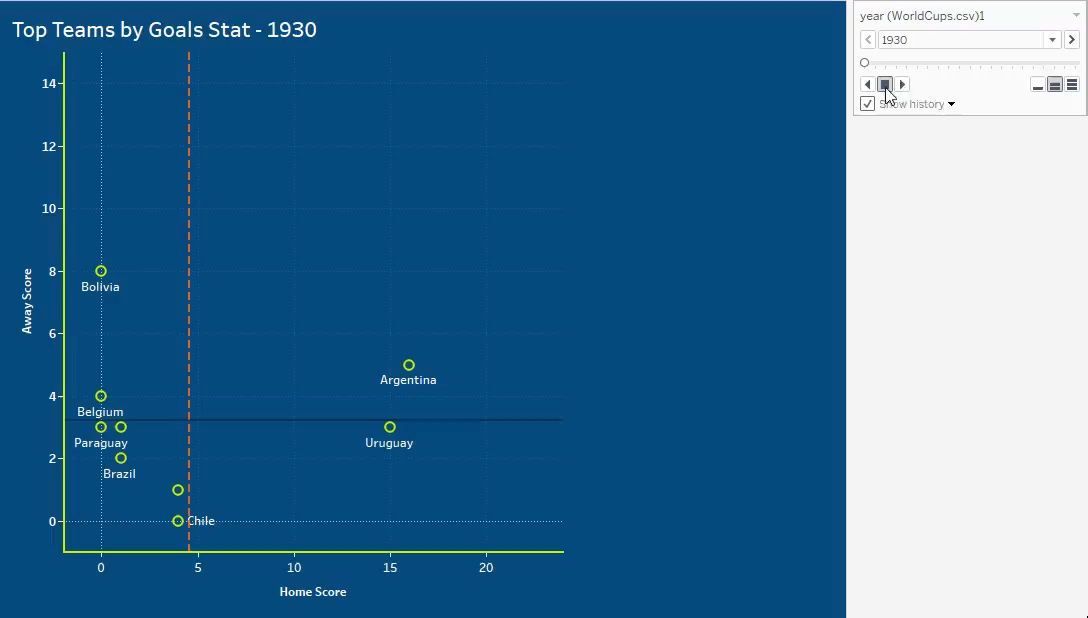 Top Teams by Goals Stat - 1930
year (WorldCups.csv)1
1930
Show history
14
12
10
8
6
4
2
0
Away Score
Bolivia
Argentina
Belgium
Paraguay
Uruguay
Brazil
Chile
0
5
10
15
20
Home Score